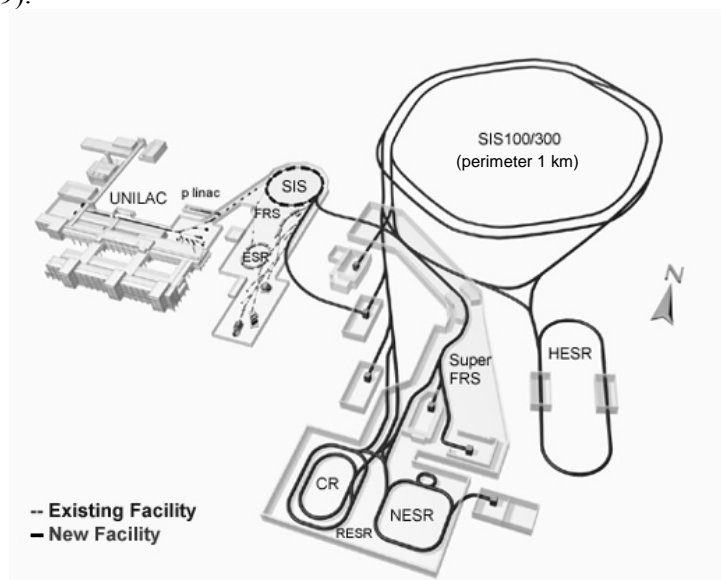 9).
SIS100/300
(perimeter 1 km)
p linac
UNILAC
SIS
FRS
ESR
N
HESR
Super
FRS
CR
NESR
RESR
-- Existing Facility
– New Facility